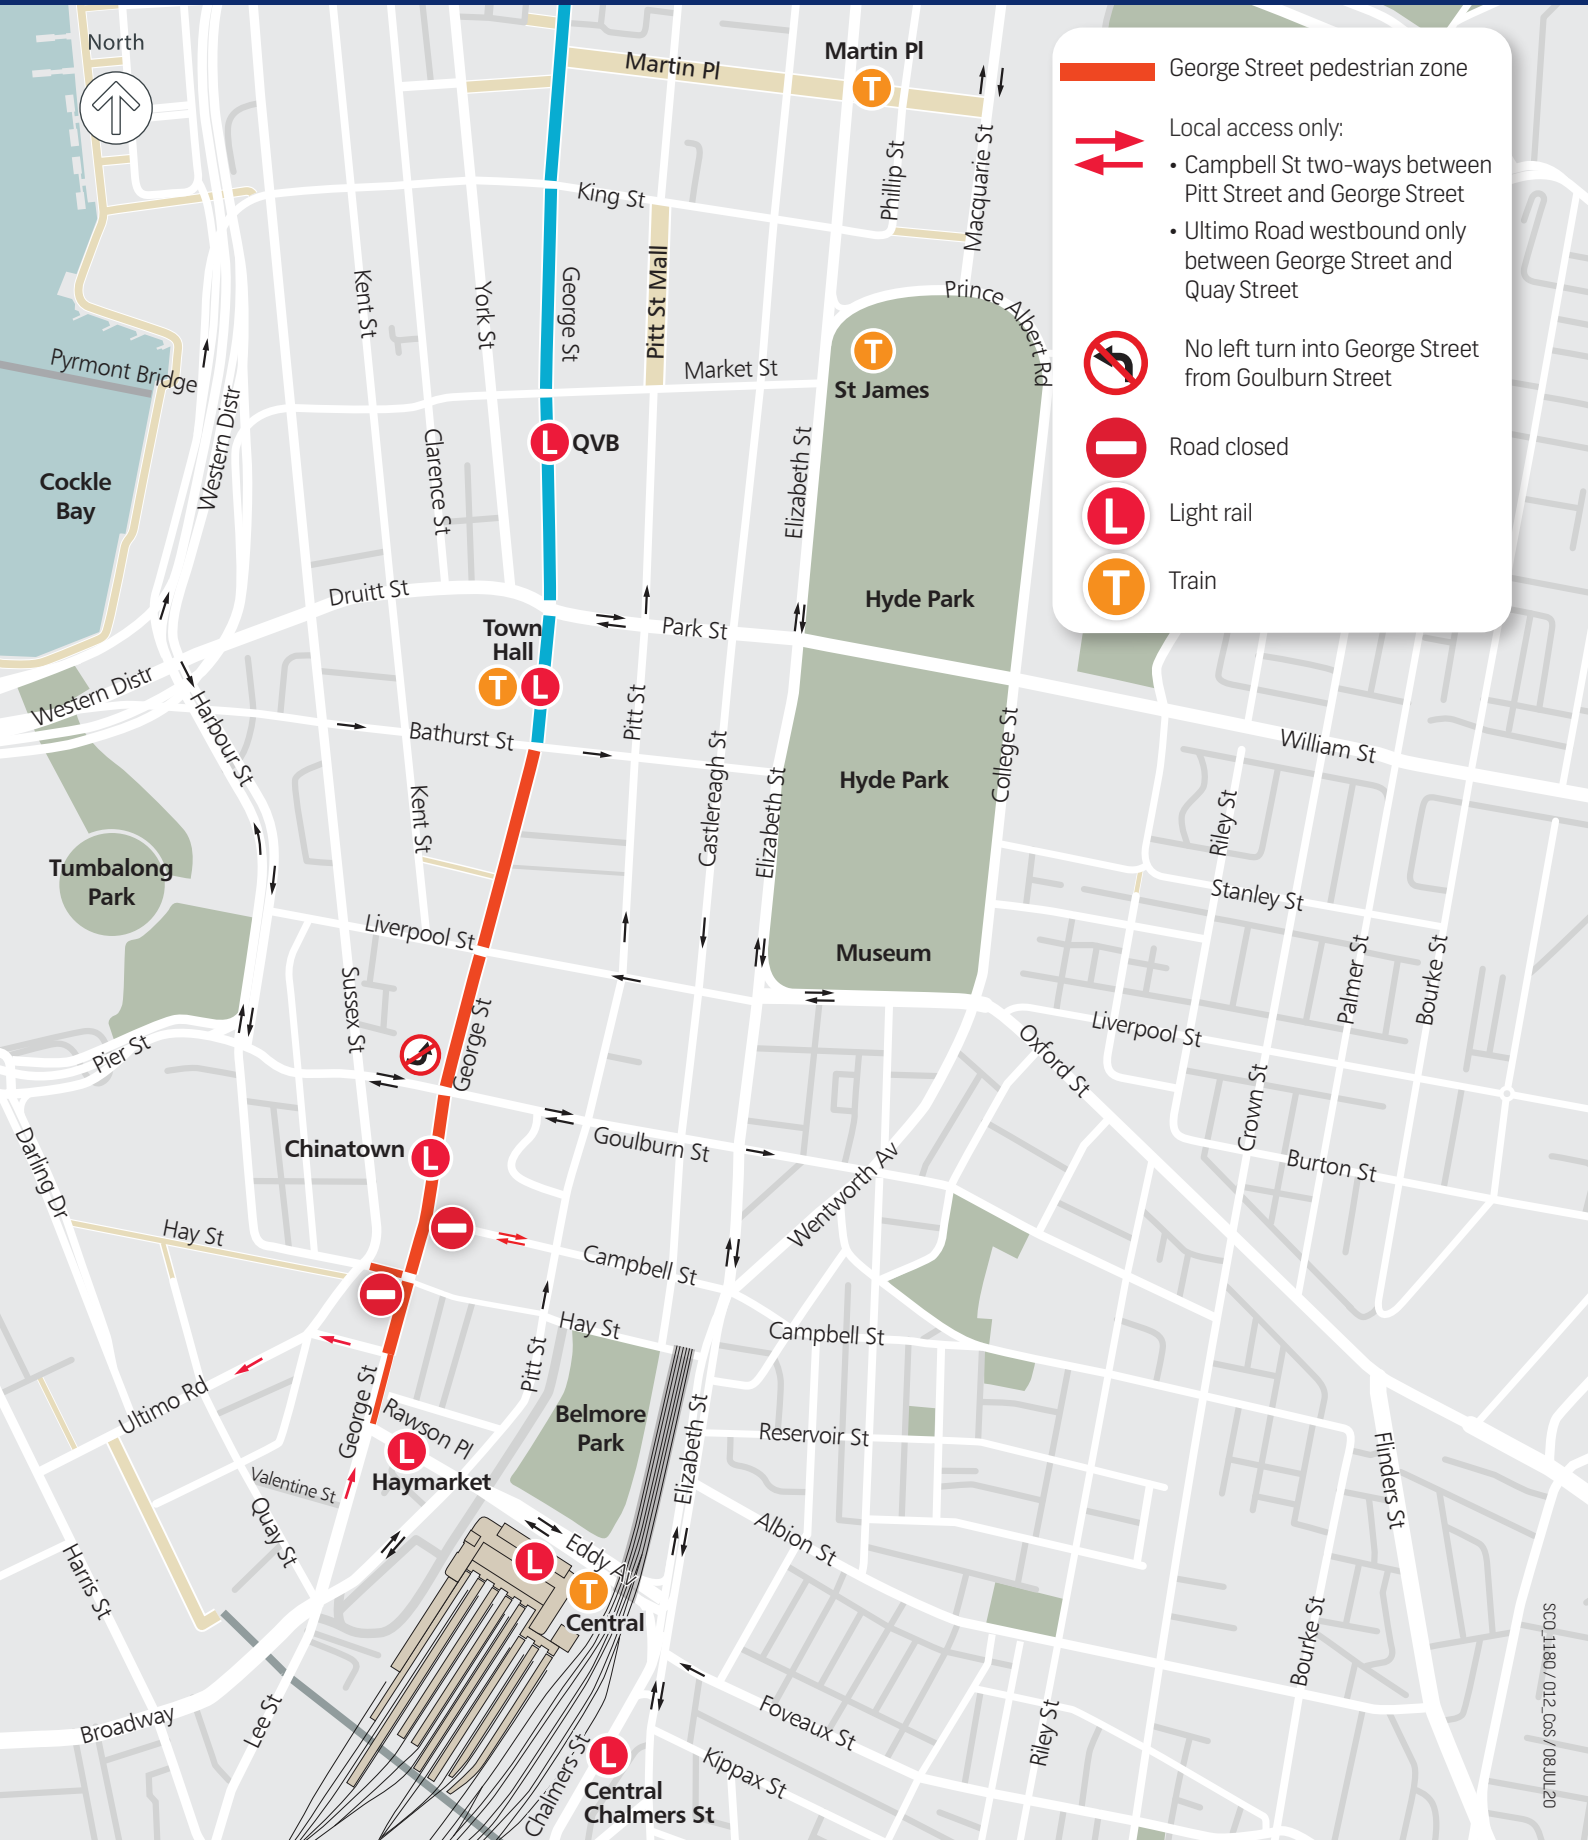 North
Martin Pl
Martin Pl
T
George Street pedestrian zone
Local access only:
• Campbell St two-ways between
Pitt Street and George Street
• Ultimo Road westbound only
between George Street and
Quay Street
No left turn into George Street
from Goulburn Street
Road closed
L
Light rail
T
Train
King St
Phillip St
Macquarie St
Kent St
York St
George St
Pitt St Mall
Prince Albert Rd
T
St James
Pyrmont Bridge
Market St
Western Distr
Clarence St
L
QVB
Elizabeth St
Cockle
Bay
Druitt St
Hyde Park
Town
Hall
T
L
Park St
Western Distr
Harbour St
Bathurst St
Pitt St
Castlereagh St
Elizabeth St
Hyde Park
College St
William St
Kent St
Riley St
Tumbalong
Park
Stanley St
Liverpool St
Museum
Palmer St
Bourke St
Sussex St
George St
Pier St
Liverpool St
Oxford St
Crown St
Darling Dr
Chinatown
L
Goulburn St
Wentworth Av
Burton St
Hay St
Campbell St
Hay St
Campbell St
Pitt St
Ultimo Rd
George St
Rawson Pl
Belmore
Park
Elizabeth St
Reservoir St
Flinders St
L
Haymarket
Valentine St
Quay St
Harris St
Albion St
Eddy Av
L
T
Central
Bourke St
Broadway
Lee St
Foveaux St
Riley St
Chalmers St
L
Central
Chalmers St
Kippax St
SCO_1180 / 012_CoS / 08JUL20